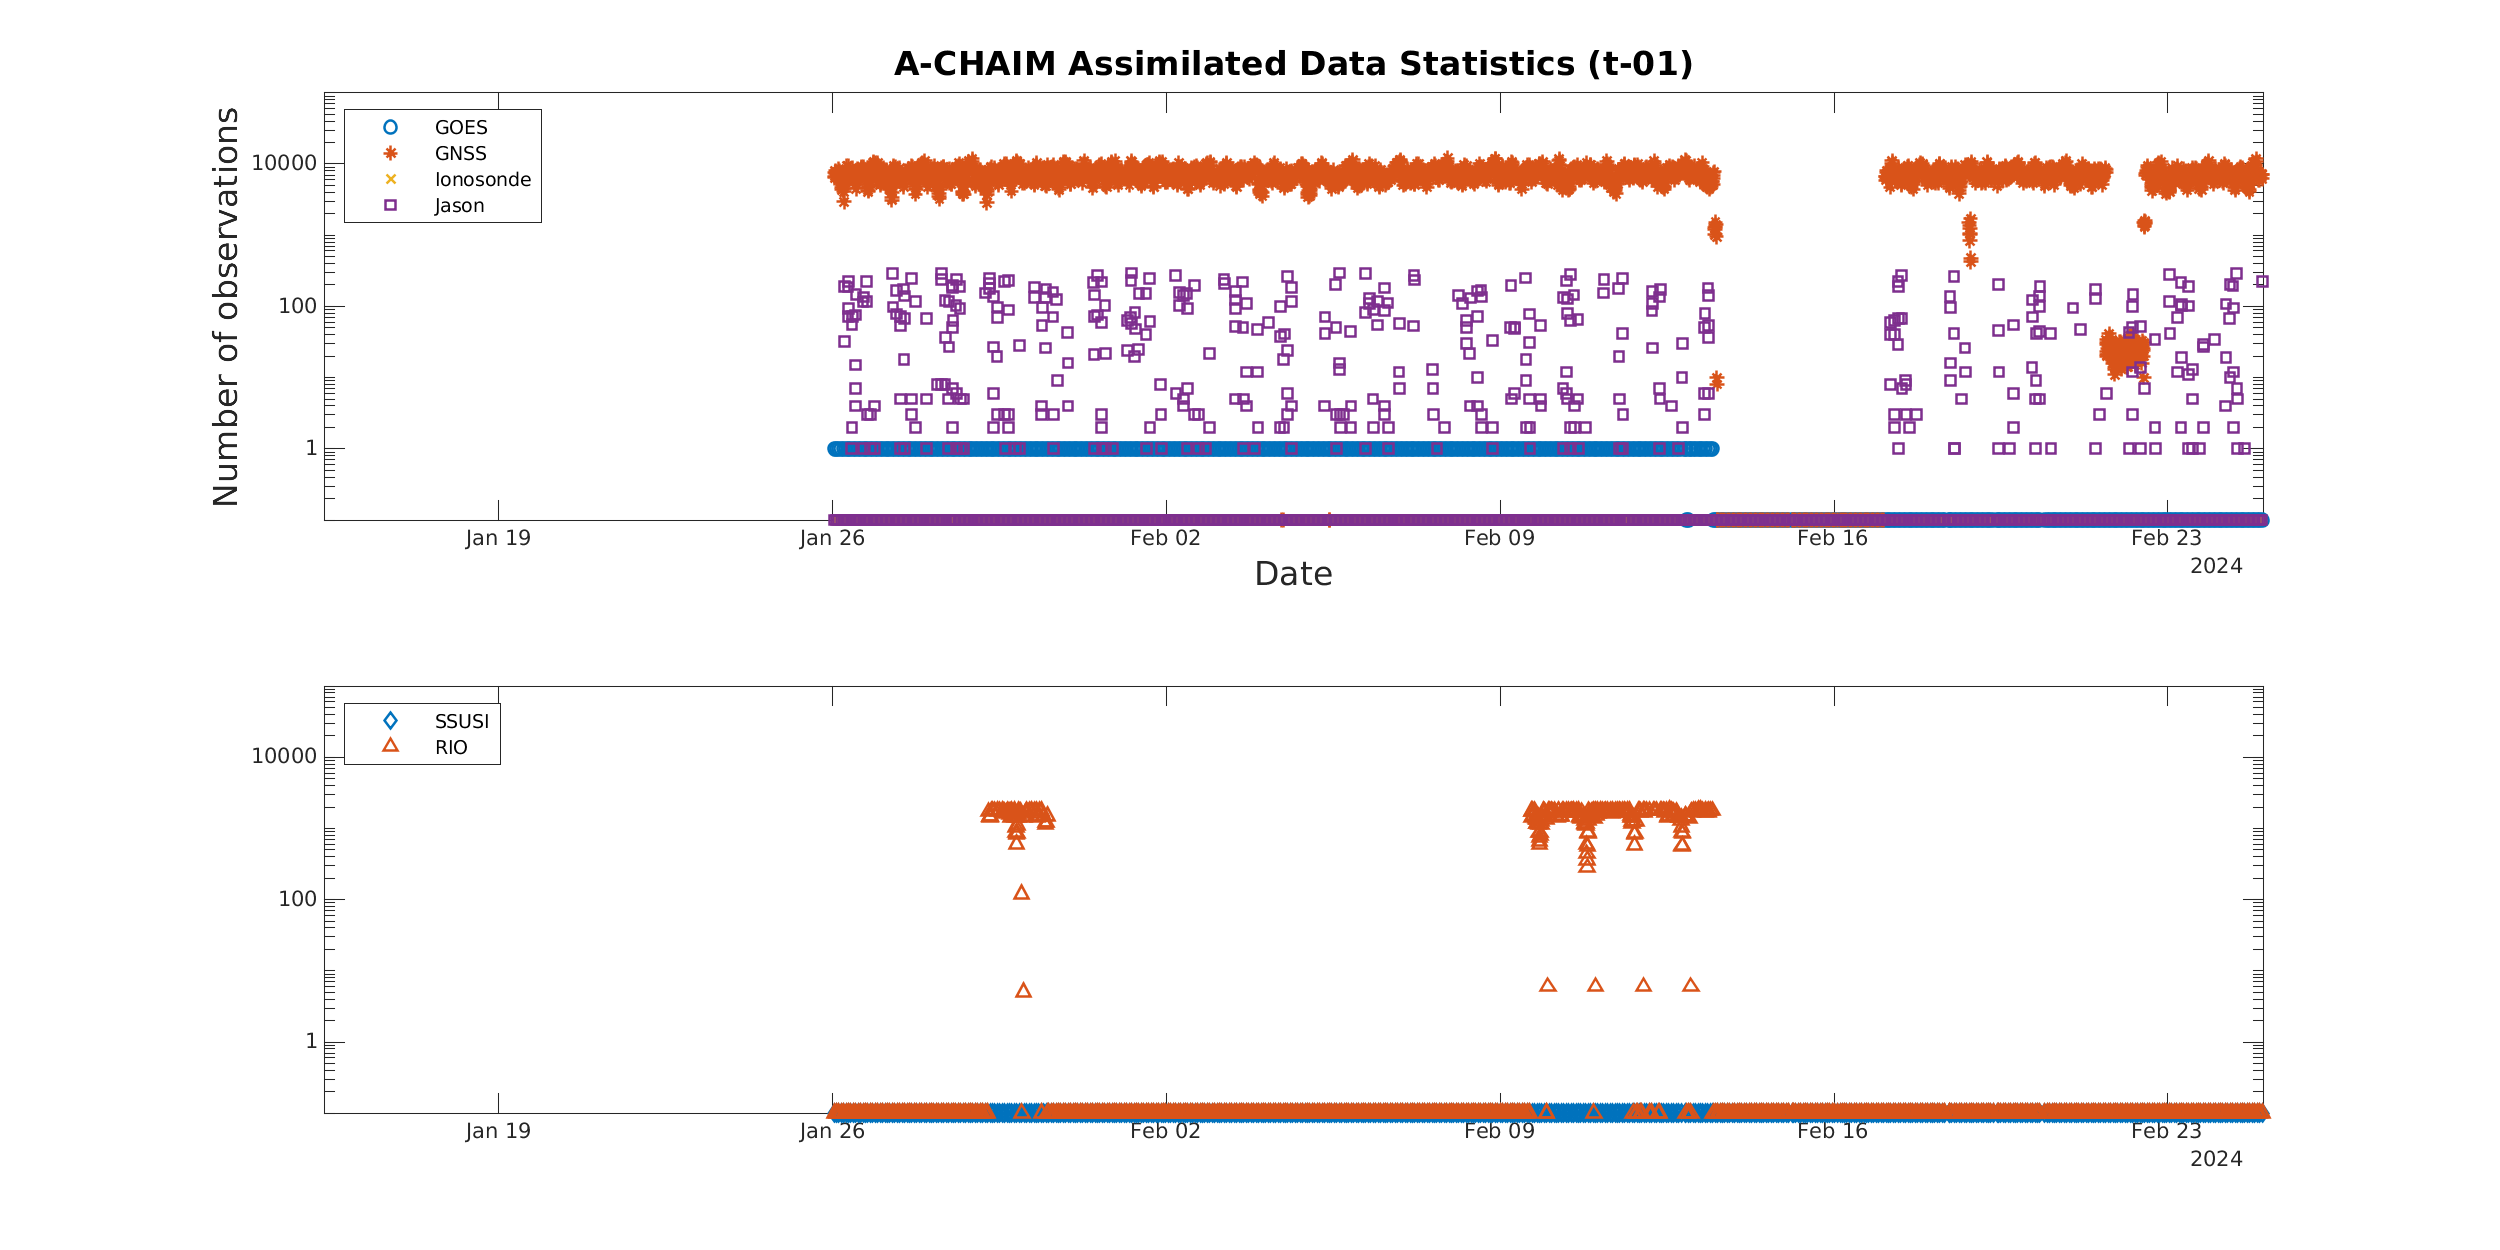 A-CHAIM Assimilated Data Statistics (t-01)
Number of observations
10000
100
1
GOES
GNSS
Ionosonde
Jason
Jan 19
Jan 26
Feb 02
Feb 09
Feb 16
Feb 23
2024
Date
10000
100
1
SSUSI
RIO
Jan 19
Jan 26
Feb 02
Feb 09
Feb 16
Feb 23
2024